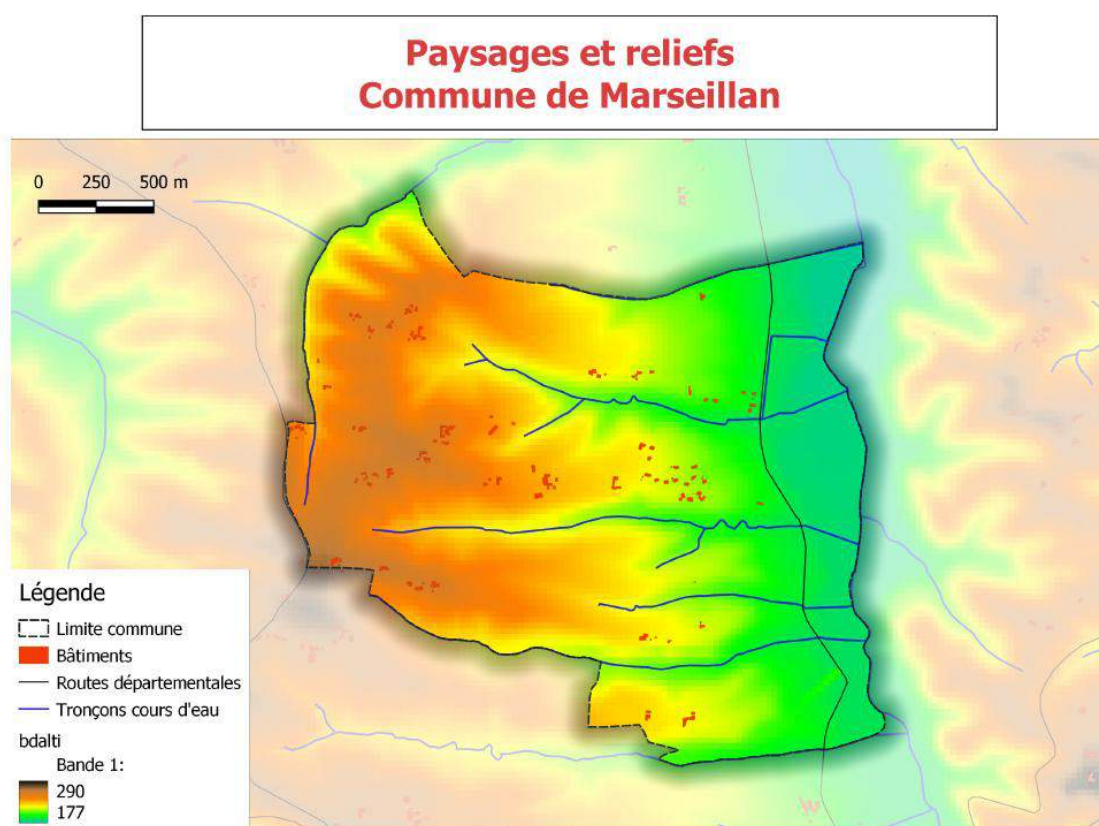 Paysages et reliefs
Commune de Marseillan
0 250 500 m
Légende
Limite commune
Bâtiments
Routes départementales
Tronçons cours d'eau
bdalti
Bande 1:
290
177